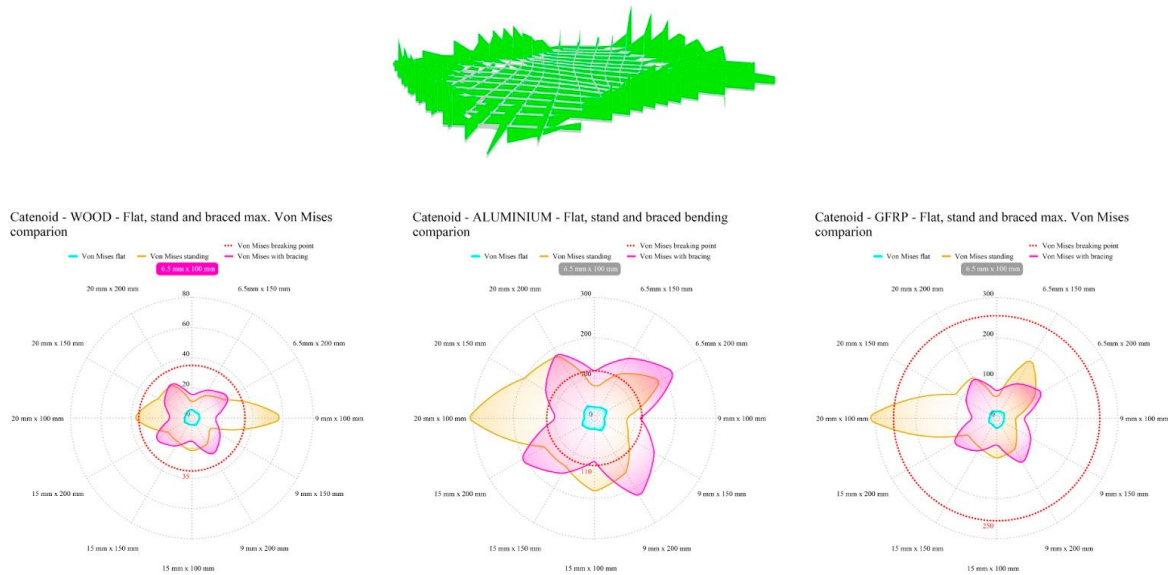 Catenoid - WOOD - Flat, stand and braced max. Von Mises
comparion
Von Mises breaking point
Von Mises flat Von Mises standing Von Mises with bracing
6.5 mm x 100 mm
20 mm x 200 mm 6.5mm x 150 mm
20 mm x 150 mm 6.5mm x 200 mm
20 mm x 100 mm 9 mm x 100 mm
15 mm x 200 mm 9 mm x 150 mm
15 mm x 150 mm 9 mm x 200 mm
15 mm x 100 mm
80
60
40
20
0
35
Catenoid - ALUMINIUM - Flat, stand and braced bending
comparion
Von Mises breaking point
Von Mises flat Von Mises standing Von Mises with bracing
6.5 mm x 100 mm
20 mm x 200 mm 6.5mm x 150 mm
20 mm x 150 mm 6.5mm x 200 mm
20 mm x 100 mm 9 mm x 100 mm
15 mm x 200 mm 9 mm x 150 mm
15 mm x 150 mm 9 mm x 200 mm
15 mm x 100 mm
300
200
100
0
110
Catenoid - GFRP - Flat, stand and braced max. Von Mises
comparion
Von Mises breaking point
Von Mises flat Von Mises standing Von Mises with bracing
6.5 mm x 100 mm
20 mm x 200 mm 6.5mm x 150 mm
20 mm x 150 mm 6.5mm x 200 mm
20 mm x 100 mm 9 mm x 100 mm
15 mm x 200 mm 9 mm x 150 mm
15 mm x 150 mm 9 mm x 200 mm
15 mm x 100 mm
300
200
100
0
250